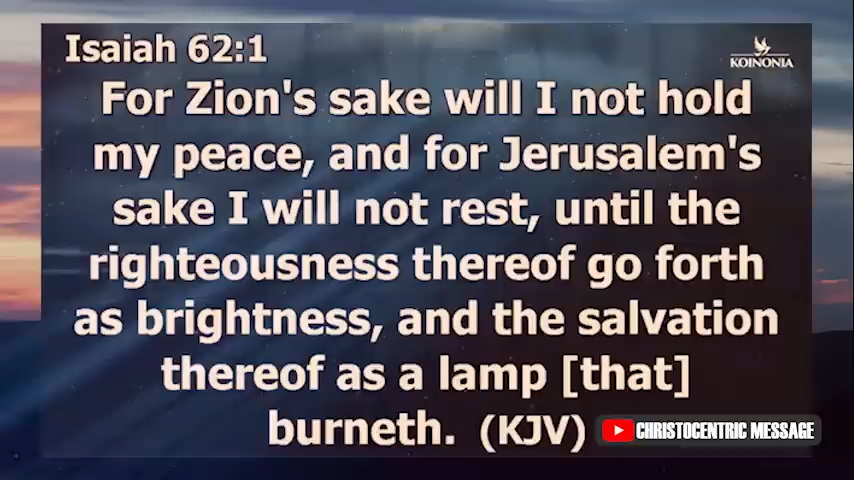 Isaiah 62:1
KOINONIA
For Zion's sake will I not hold
my peace, and for Jerusalem's
sake I will not rest, until the
righteousness thereof go forth
as brightness, and the salvation
thereof as a lamp [that]
burneth. (KJV)
CHRISTOCENTRIC MESSAGE